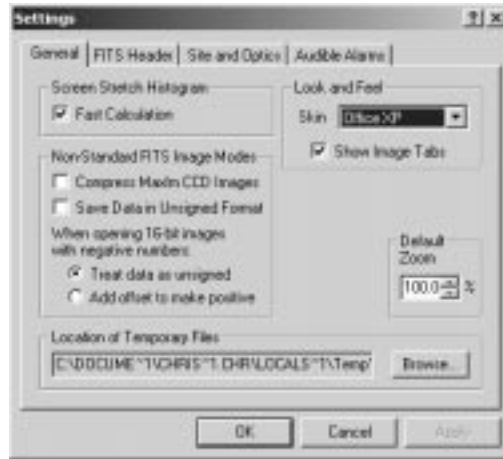 Settings
General FITS Header Site and Optics Audible Alarms
Screen Stretch Histogram
Fast Calculation
Look and Feel
Skin Office XP
Show Image Tabs
Non-Standard FITS Image Modes
Compress MaxIm CCD Images
Save Data in Unsigned Format
When opening 16-bit images
with negative numbers:
Treat data as unsigned
Add offset to make positive
Default
Zoom
100.0 %
Location of Temporary Files
C:\DOCUME~1\CHRIS~1.CHR\LOCALS~1\Temp\
Browse...
OK Cancel Apply